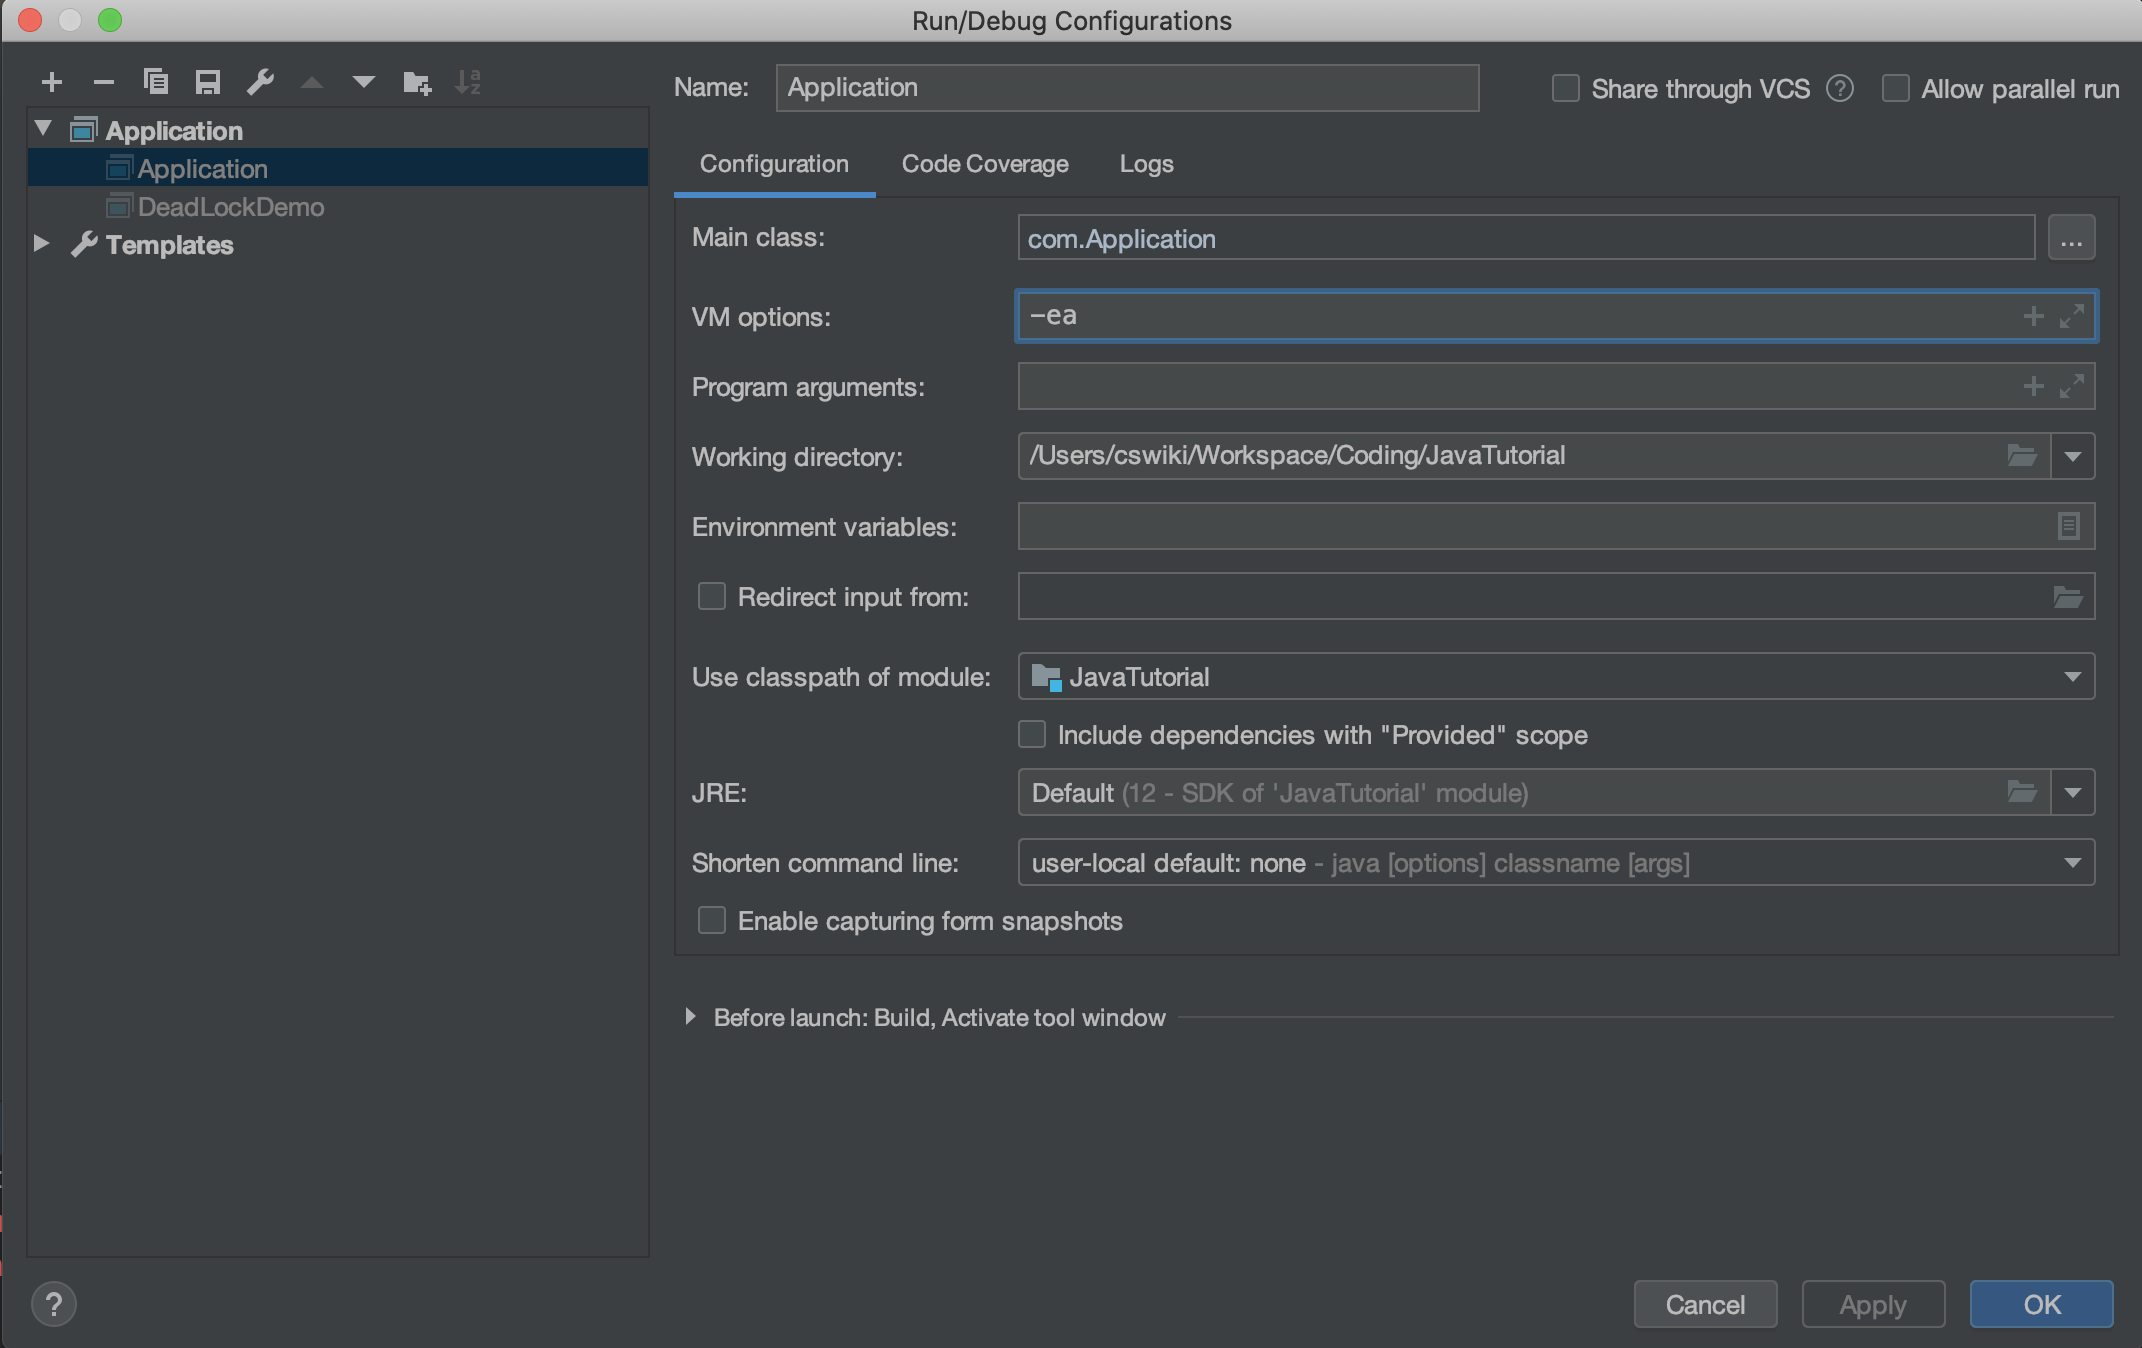 Run/Debug Configurations
Name: Application Share through VCS ? Allow parallel run
Application
Application
DeadLockDemo
Templates
Configuration Code Coverage Logs
Main class: com.Application ...
VM options: -ea
Program arguments:
Working directory: /Users/cswiki/Workspace/Coding/JavaTutorial
Environment variables:
Redirect input from:
Use classpath of module: JavaTutorial
Include dependencies with "Provided" scope
JRE: Default (12 - SDK of 'JavaTutorial' module)
Shorten command line: user-local default: none - java [options] classname [args]
Enable capturing form snapshots
Before launch: Build, Activate tool window
? Cancel Apply OK